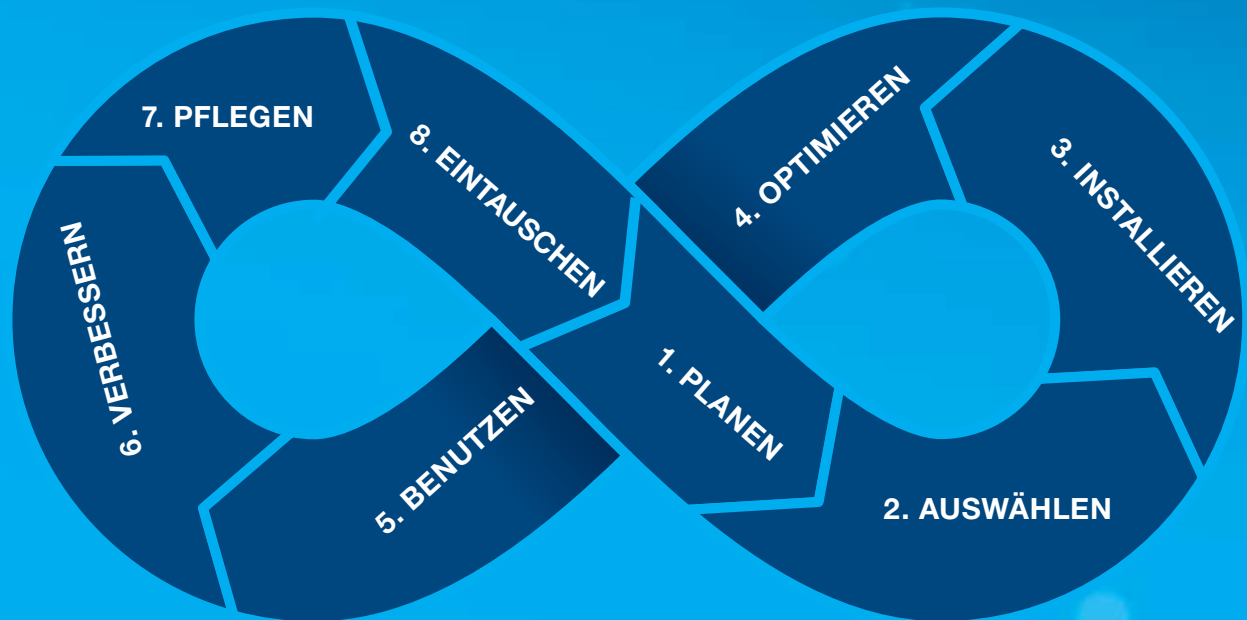 1. PLANEN
2. AUSWÄHLEN
3. INSTALLIEREN
4. OPTIMIEREN
5. BENUTZEN
6. VERBESSERN
7. PFLEGEN
8. EINTAUSCHEN